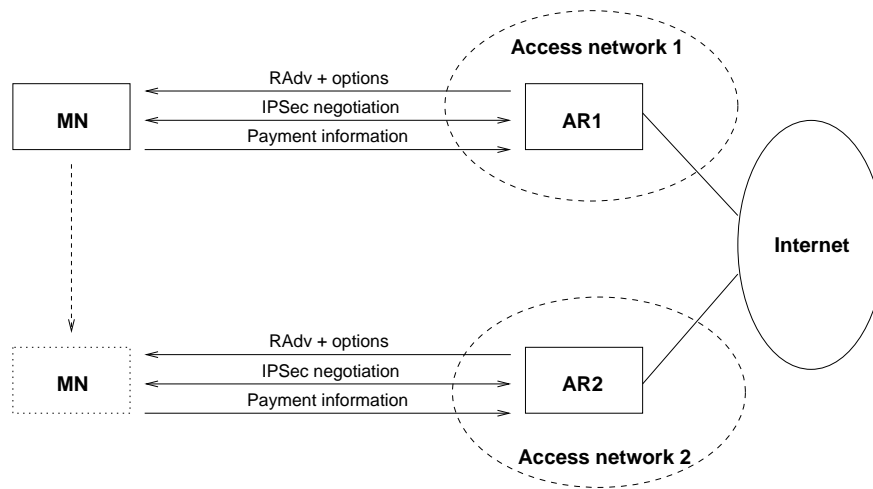 Access network 1
RAdv + options
IPSec negotiation
Payment information
MN
AR1
Internet
RAdv + options
IPSec negotiation
Payment information
MN
AR2
Access network 2